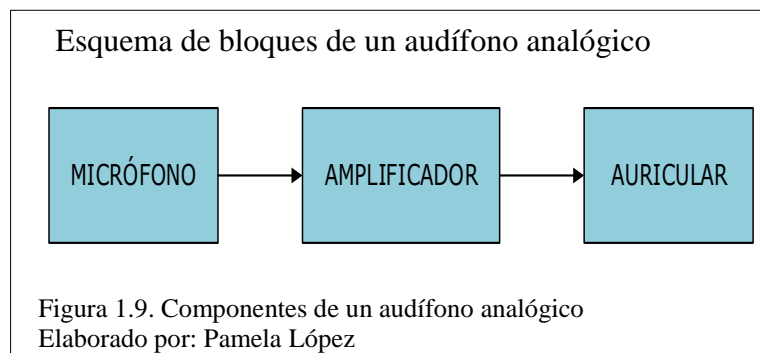 Esquema de bloques de un audífono analógico
MICRÓFONO AMPLIFICADOR AURICULAR
Figura 1.9. Componentes de un audífono analógico
Elaborado por: Pamela López